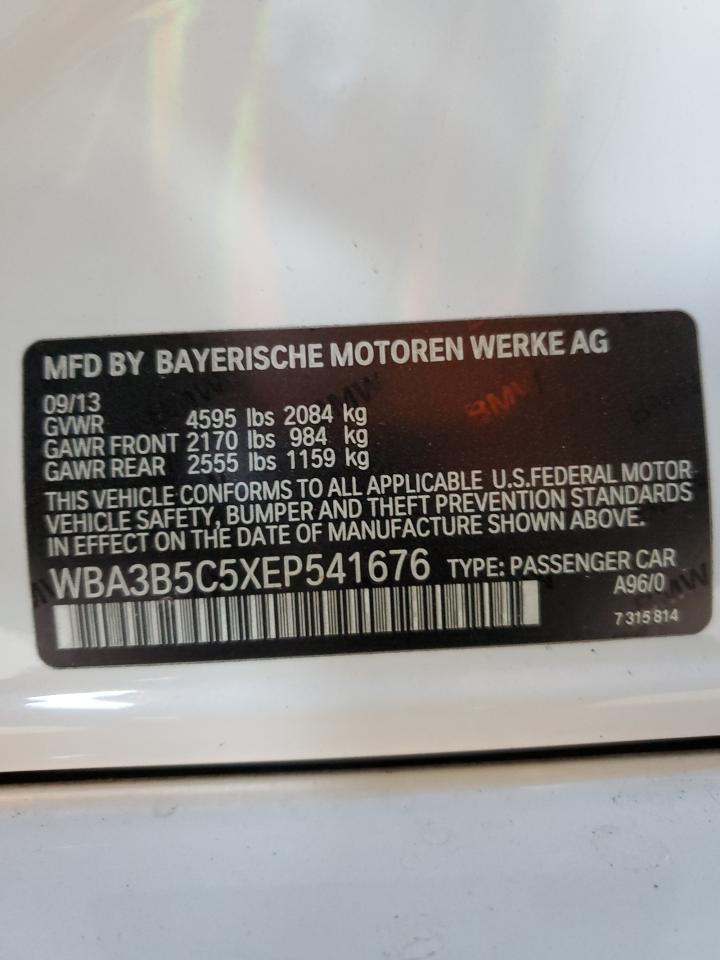 MFD BY BAYERISCHE MOTOREN WERKE AG
09/13
GVWR 4595 lbs 2084 kg
GAWR FRONT 2170 lbs 984 kg
GAWR REAR 2555 lbs 1159 kg
THIS VEHICLE CONFORMS TO ALL APPLICABLE U.S.FEDERAL MOTOR
VEHICLE SAFETY, BUMPER AND THEFT PREVENTION STANDARDS
IN EFFECT ON THE DATE OF MANUFACTURE SHOWN ABOVE.
WBA3B5C5XEP541676 TYPE: PASSENGER CAR
A96/0
7 315 814
BMW